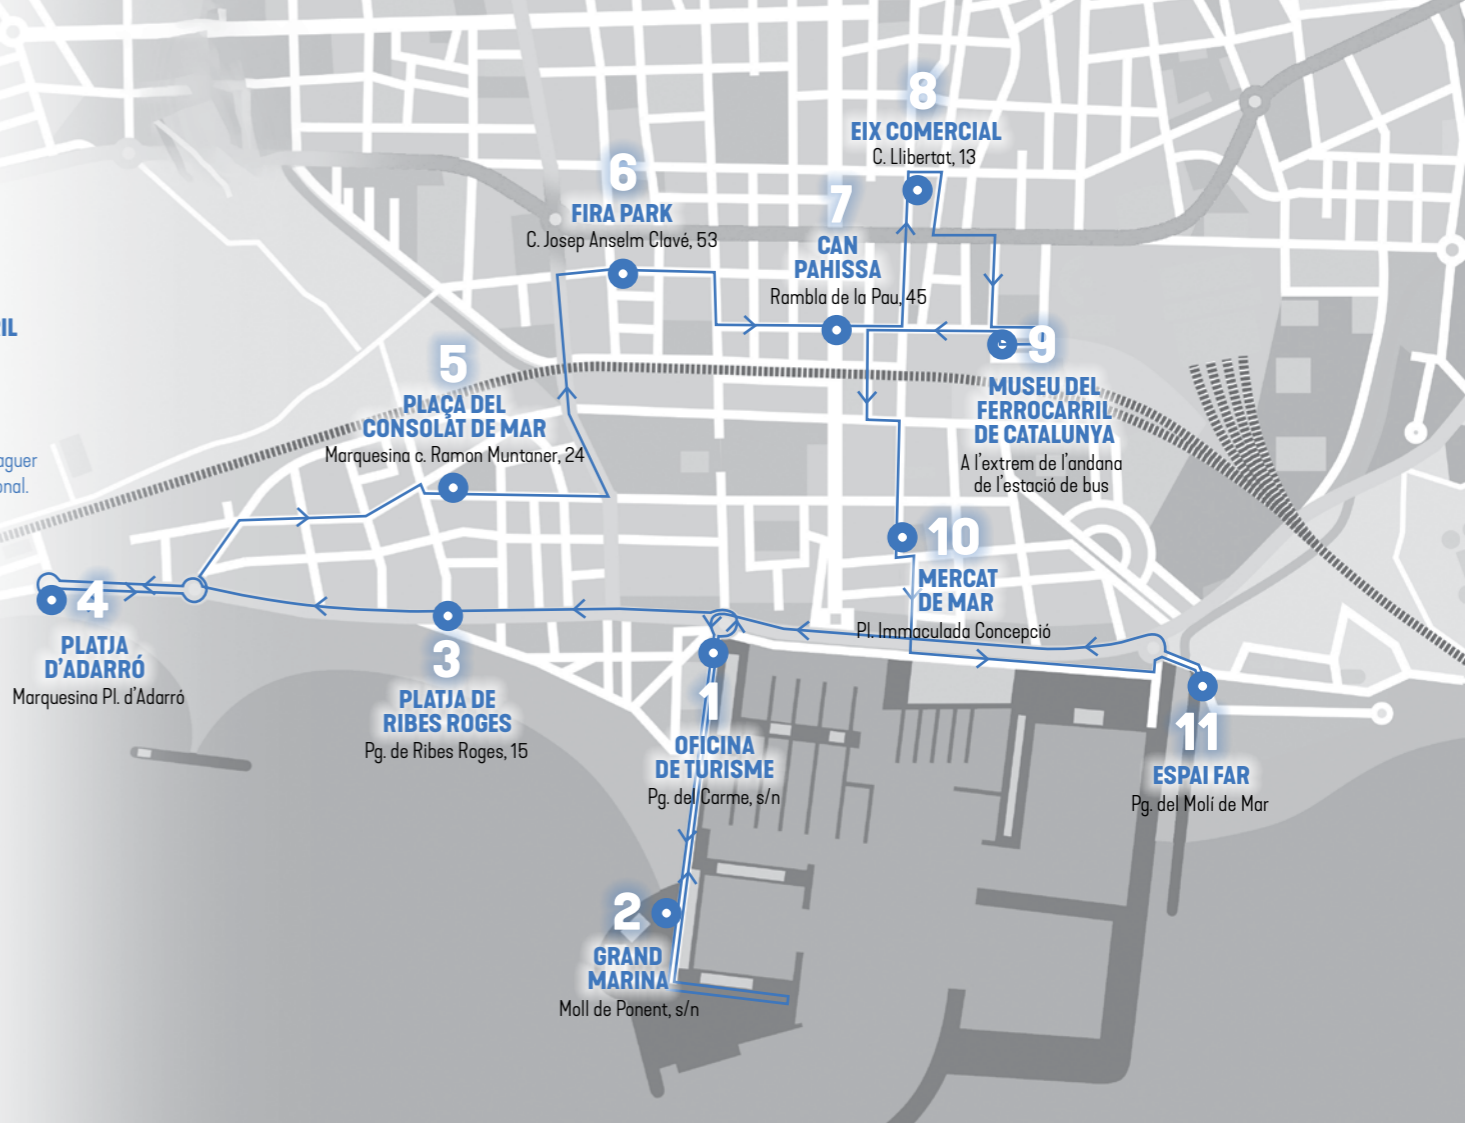 8
EIX COMERCIAL
C. Llibertat, 13
6
FIRA PARK
C. Josep Anselm Clavé, 53
7
CAN
PAHISSA
Rambla de la Pau, 45
9
MUSEU DEL
FERROCARRIL
DE CATALUNYA
A l'extrem de l'andana
de l'estació de bus
5
PLAÇA DEL
CONSOLAT DE MAR
Marquesina c. Ramon Muntaner, 24
10
MERCAT
DE MAR
Pl. Immaculada Concepció
4
PLATJA
D'ADARRÓ
Marquesina Pl. d'Adarró
3
PLATJA DE
RIBES ROGES
Pg. de Ribes Roges, 15
1
OFICINA
DE TURISME
Pg. del Carme, s/n
11
ESPAI FAR
Pg. del Molí de Mar
2
GRAND
MARINA
Moll de Ponent, s/n